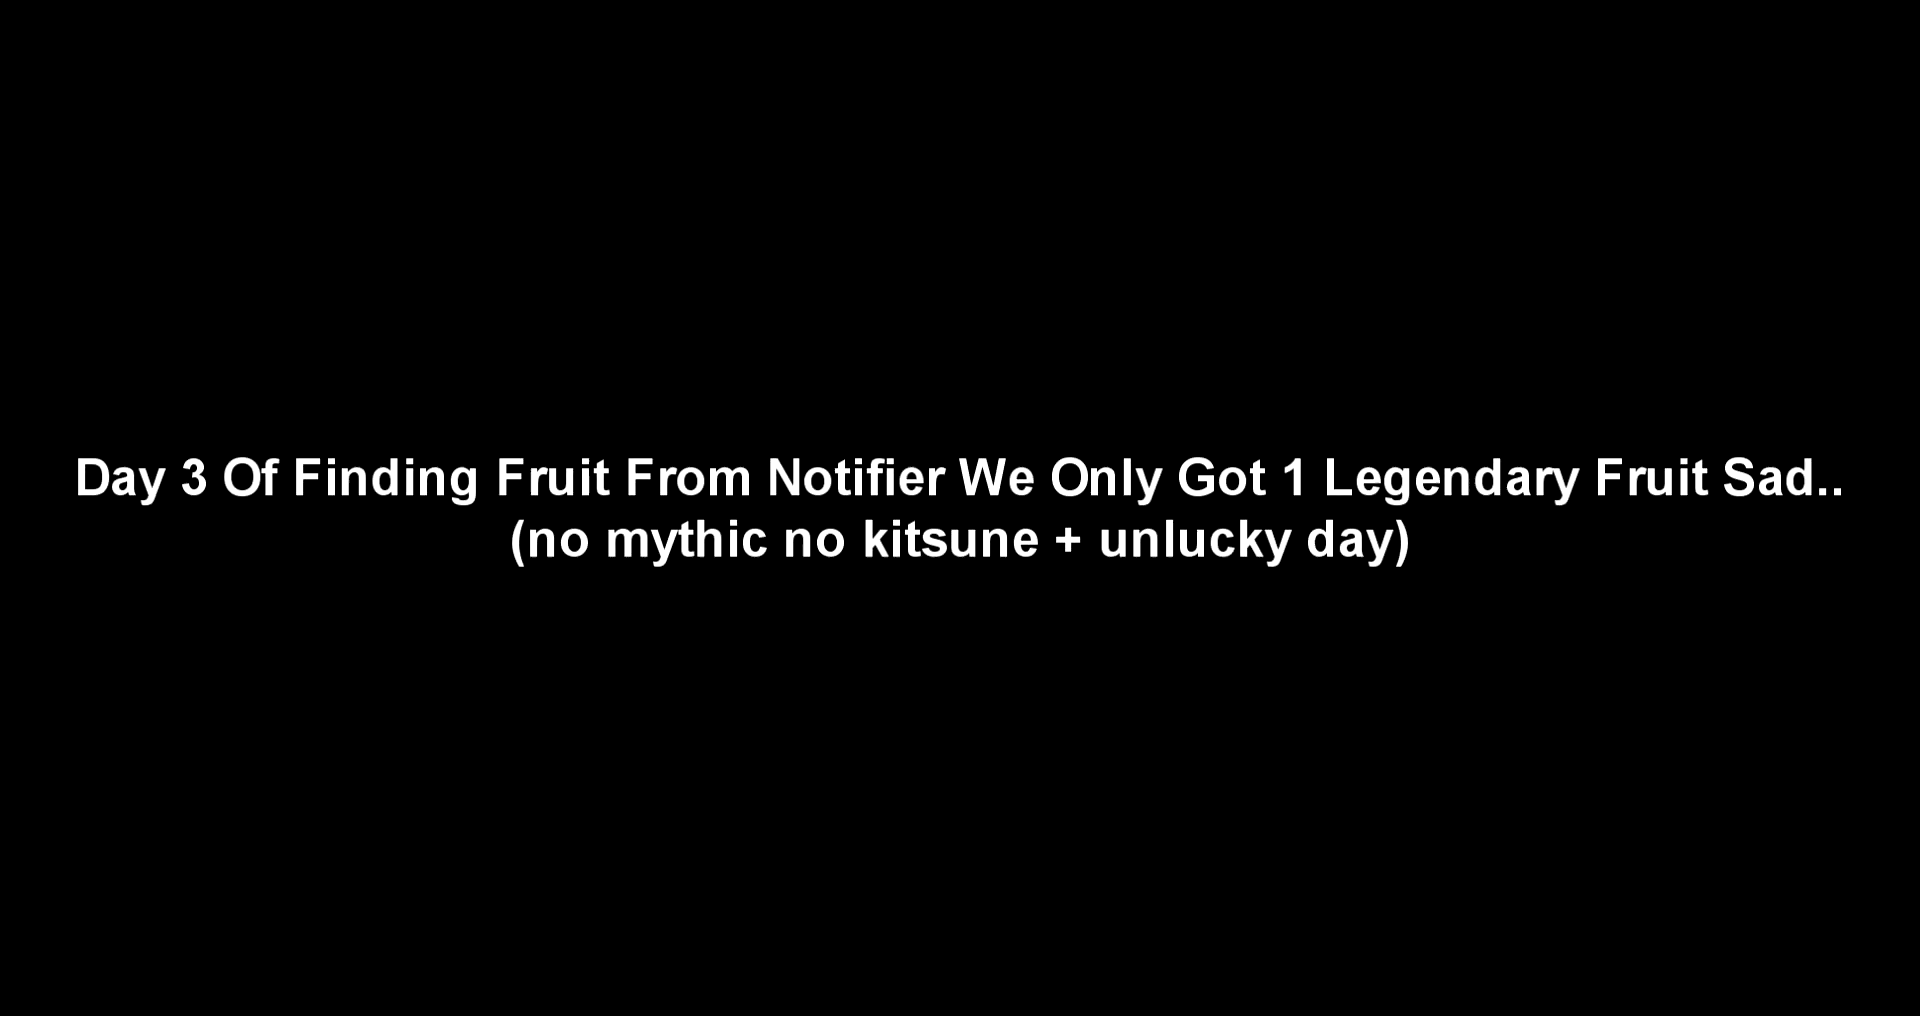 Day 3 Of Finding Fruit From Notifier We Only Got 1 Legendary Fruit Sad..
(no mythic no kitsune + unlucky day)